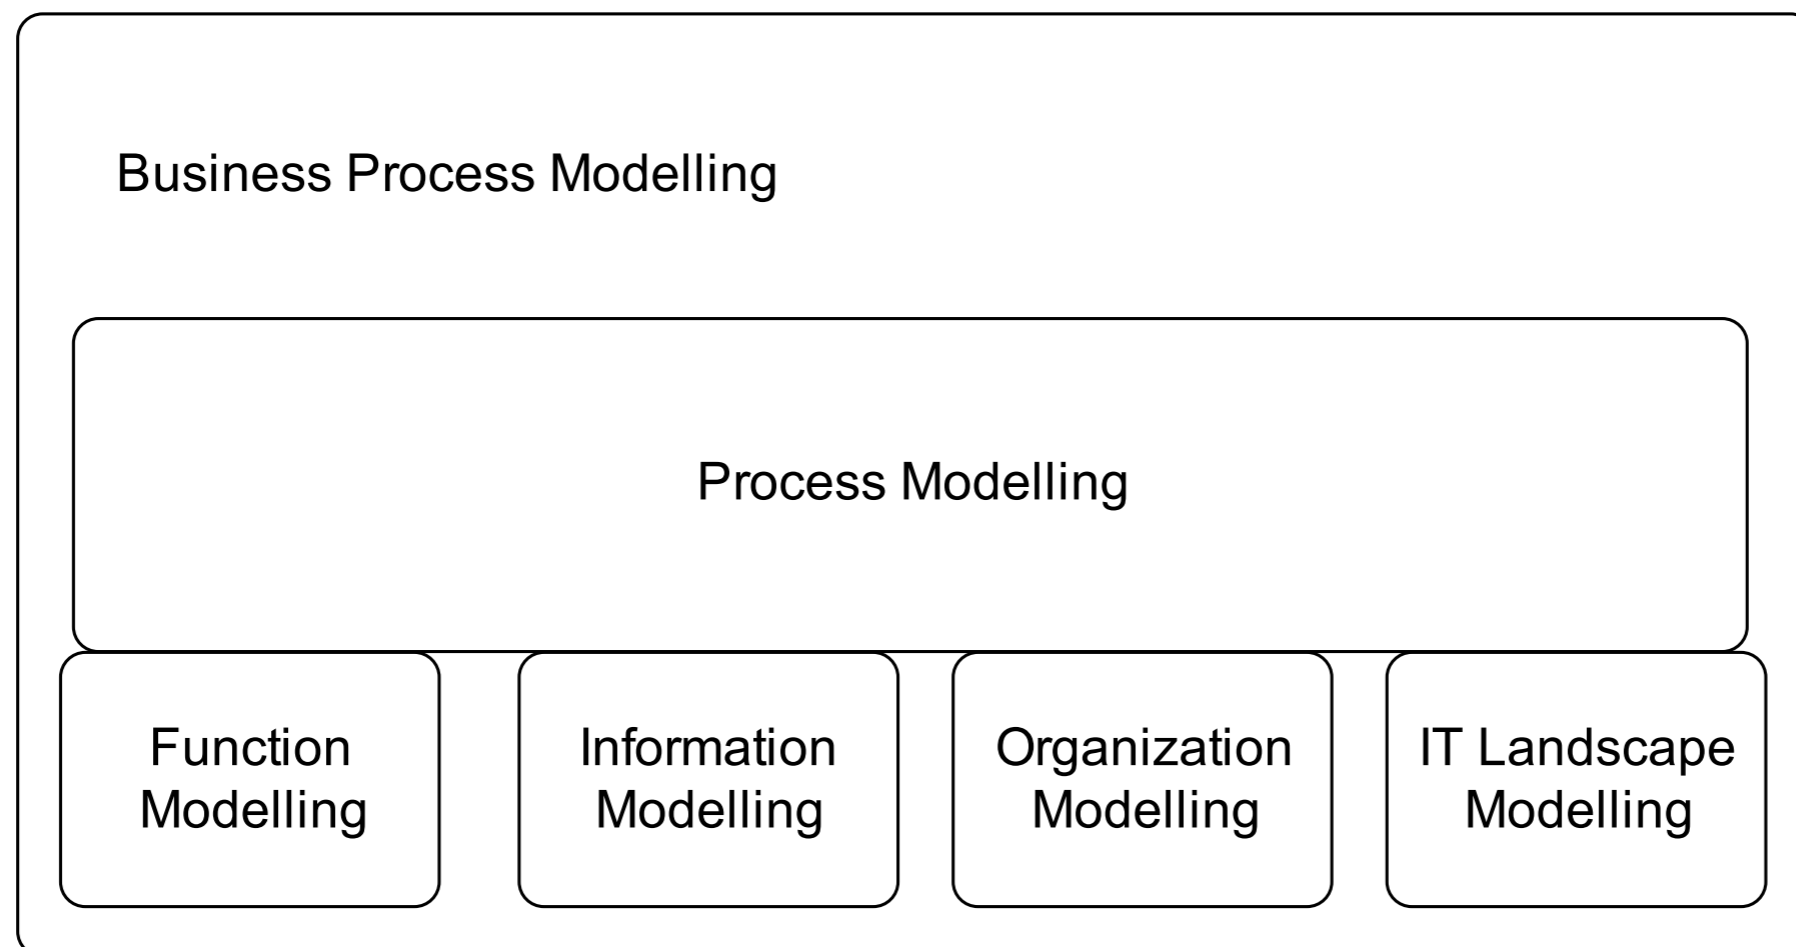 Business Process Modelling
Process Modelling
Function
Modelling
Information
Modelling
Organization
Modelling
IT Landscape
Modelling